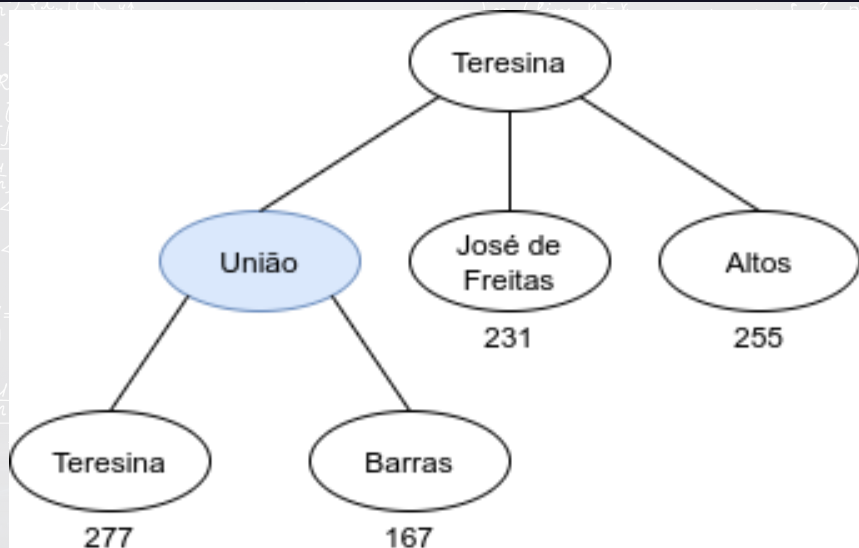 Teresina
União
José de
Freitas
Altos
231
255
Teresina
Barras
277
167